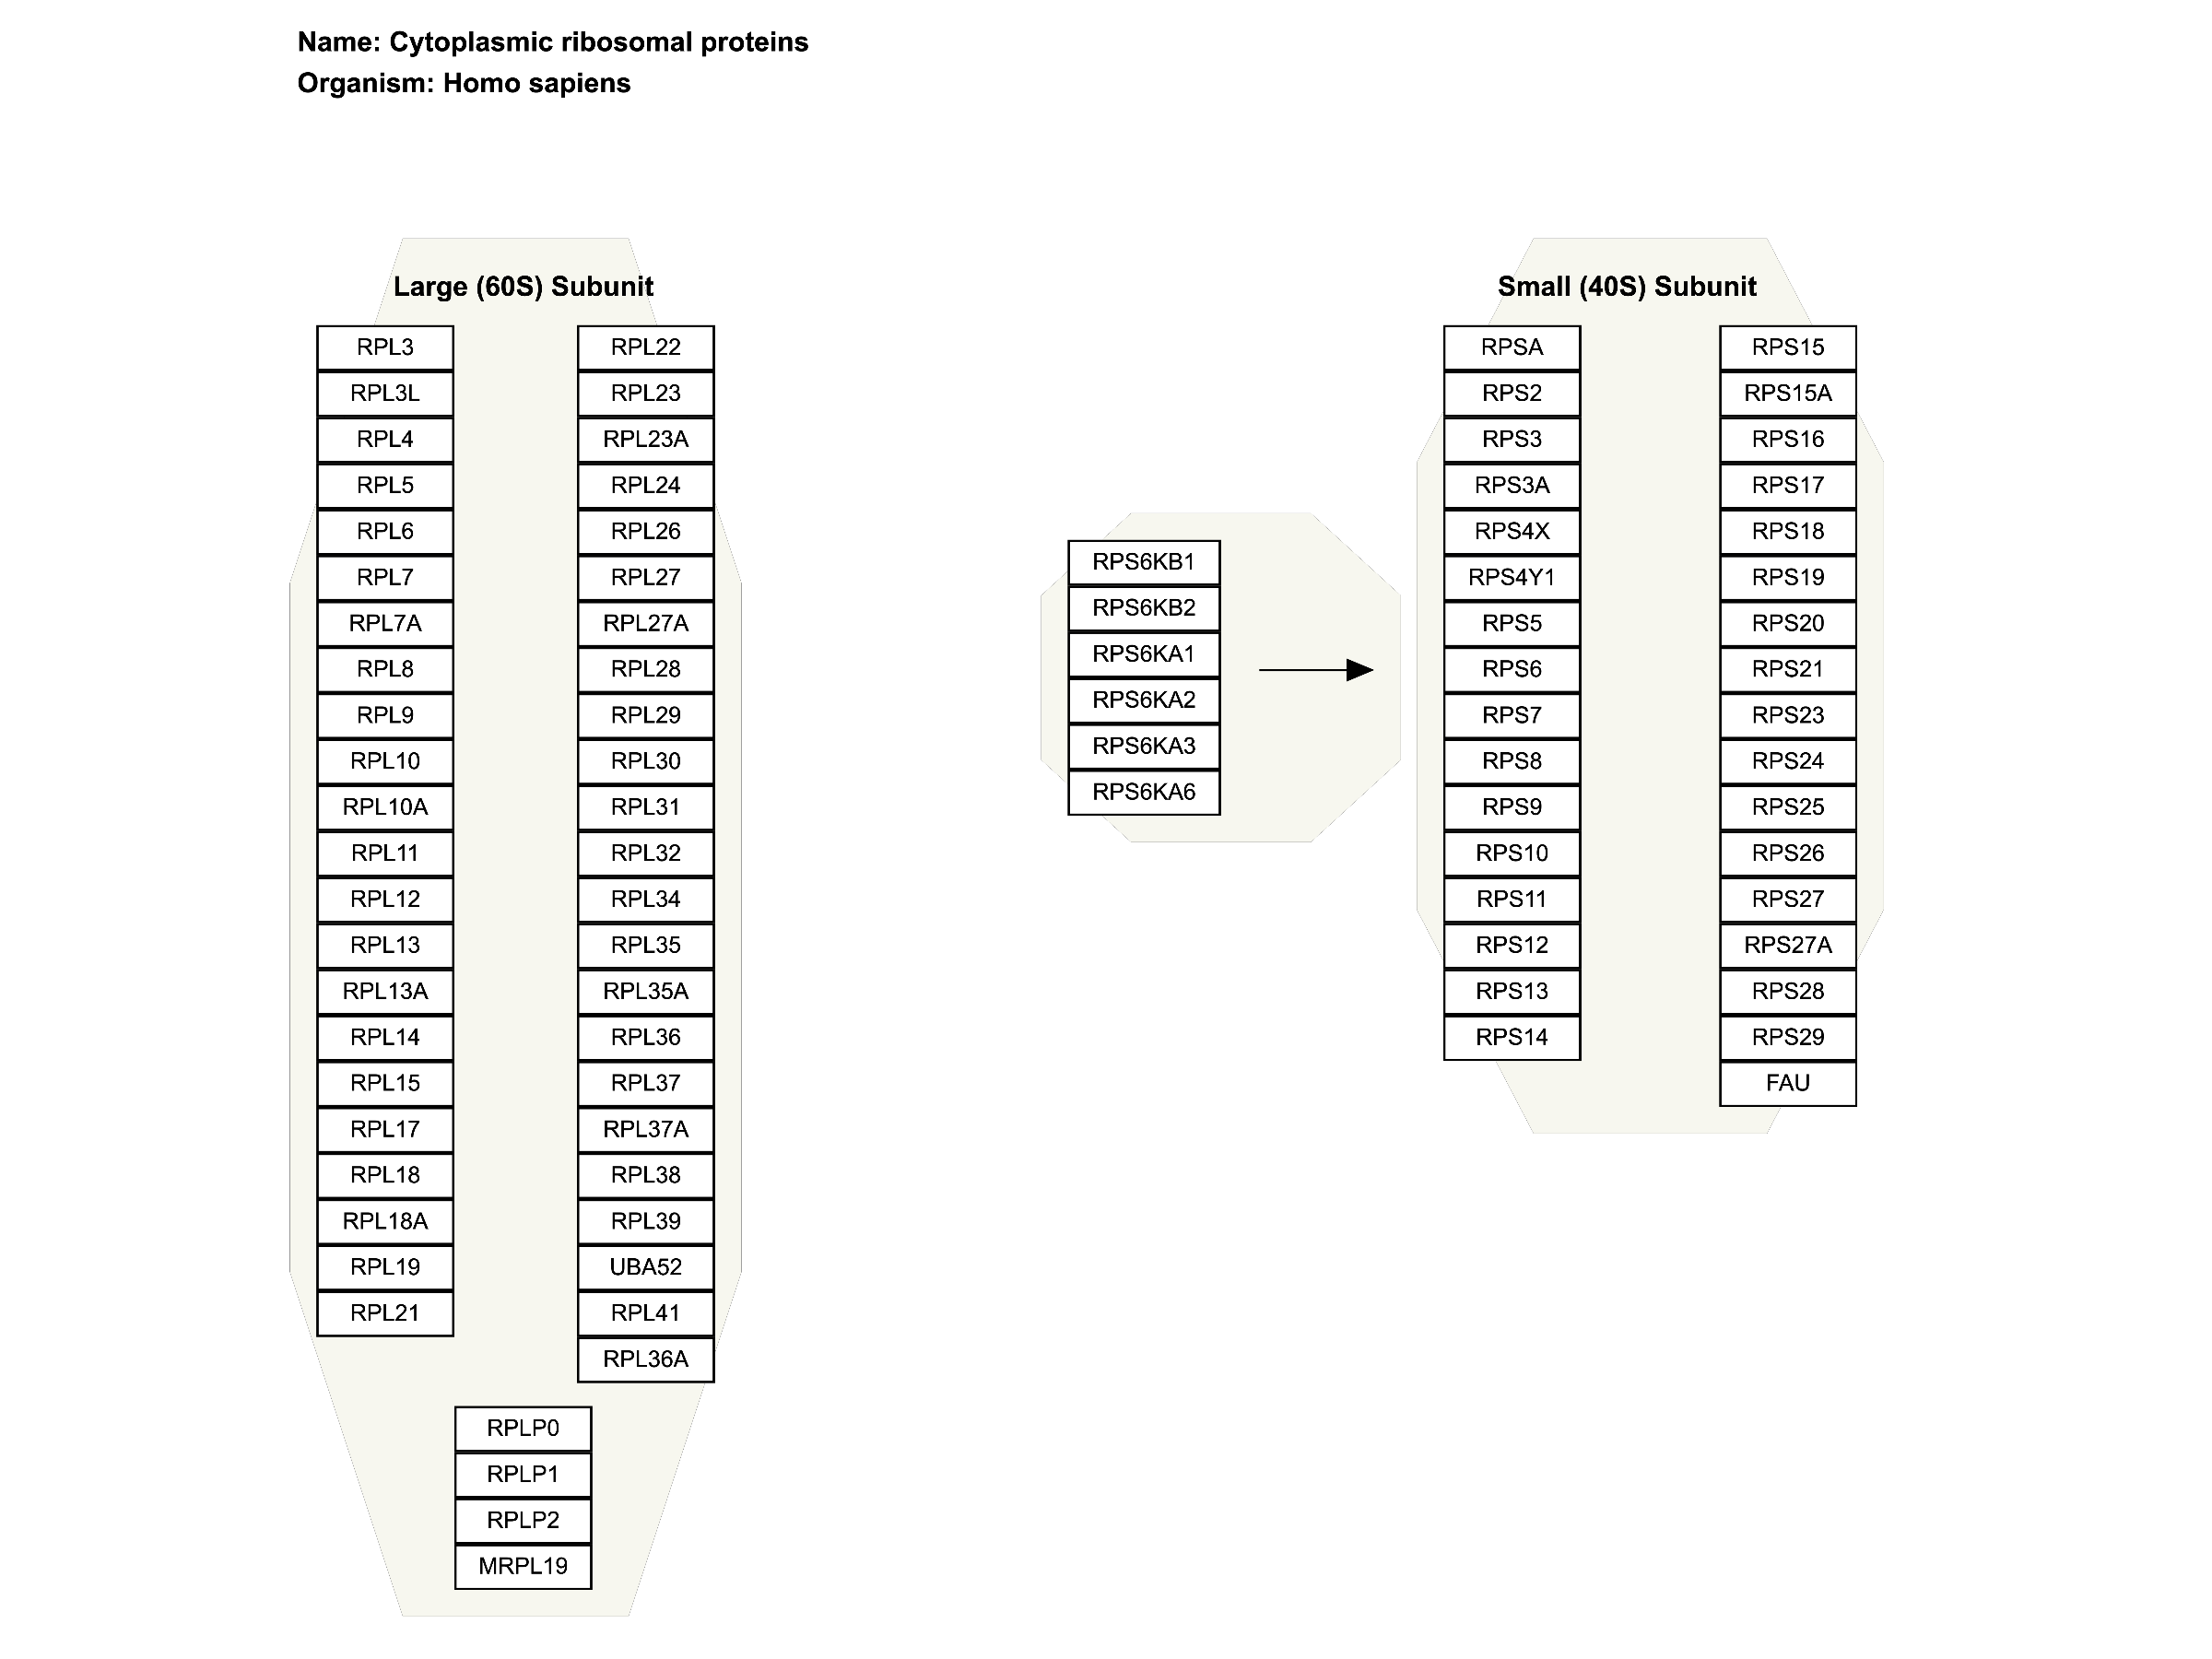 Name: Cytoplasmic ribosomal proteins
Organism: Homo sapiens
Large (60S) Subunit
RPL3
RPL3L
RPL4
RPL5
RPL6
RPL7
RPL7A
RPL8
RPL9
RPL10
RPL10A
RPL11
RPL12
RPL13
RPL13A
RPL14
RPL15
RPL17
RPL18
RPL18A
RPL19
RPL21
RPL22
RPL23
RPL23A
RPL24
RPL26
RPL27
RPL27A
RPL28
RPL29
RPL30
RPL31
RPL32
RPL34
RPL35
RPL35A
RPL36
RPL37
RPL37A
RPL38
RPL39
UBA52
RPL41
RPL36A
RPLP0
RPLP1
RPLP2
MRPL19
RPS6KB1
RPS6KB2
RPS6KA1
RPS6KA2
RPS6KA3
RPS6KA6
Small (40S) Subunit
RPSA
RPS2
RPS3
RPS3A
RPS4X
RPS4Y1
RPS5
RPS6
RPS7
RPS8
RPS9
RPS10
RPS11
RPS12
RPS13
RPS14
RPS15
RPS15A
RPS16
RPS17
RPS18
RPS19
RPS20
RPS21
RPS23
RPS24
RPS25
RPS26
RPS27
RPS27A
RPS28
RPS29
FAU